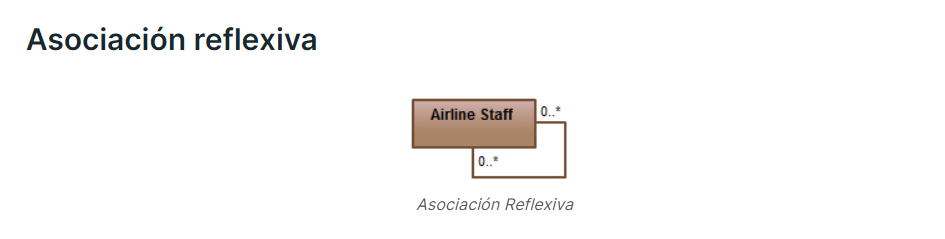 Asociación reflexiva
Airline Staff
0..*
0..*
Asociación Reflexiva